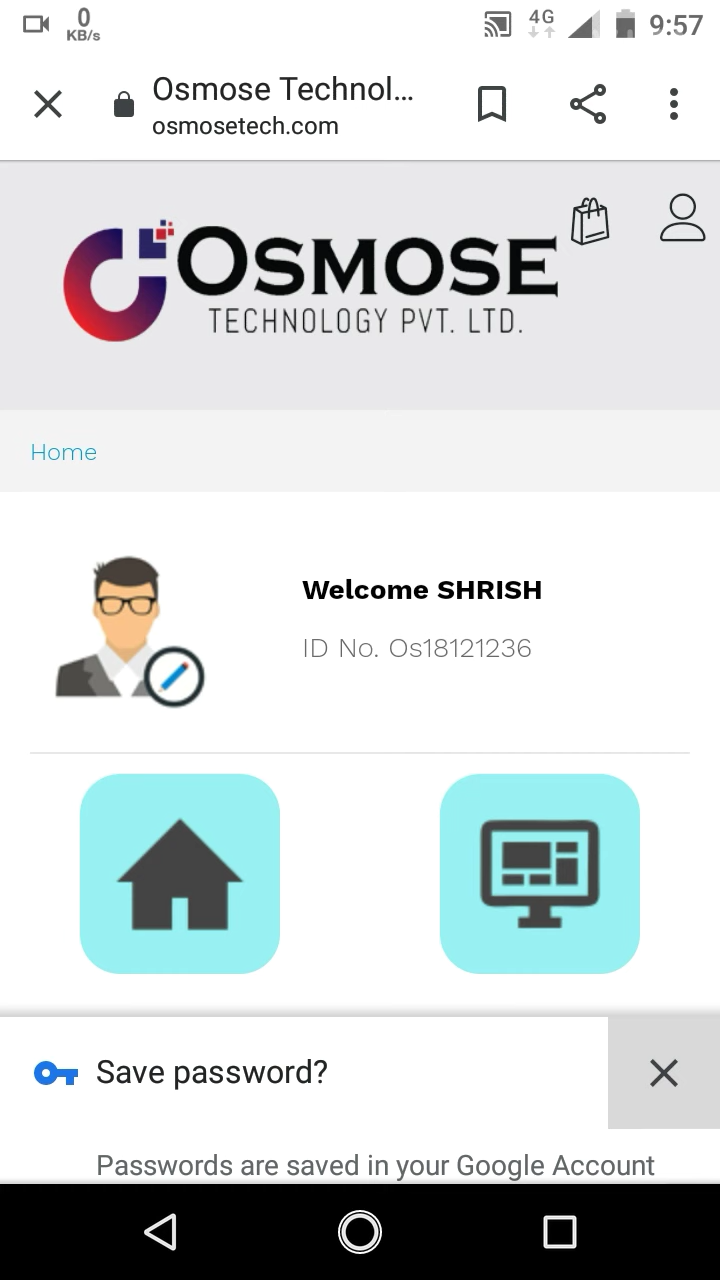 0
KB/s
4G
9:57
Osmose Technol...
osmosetech.com
OSMOSE
TECHNOLOGY PVT. LTD.
Home
Welcome SHRISH
ID No. Os18121236
Save password?
Passwords are saved in your Google Account